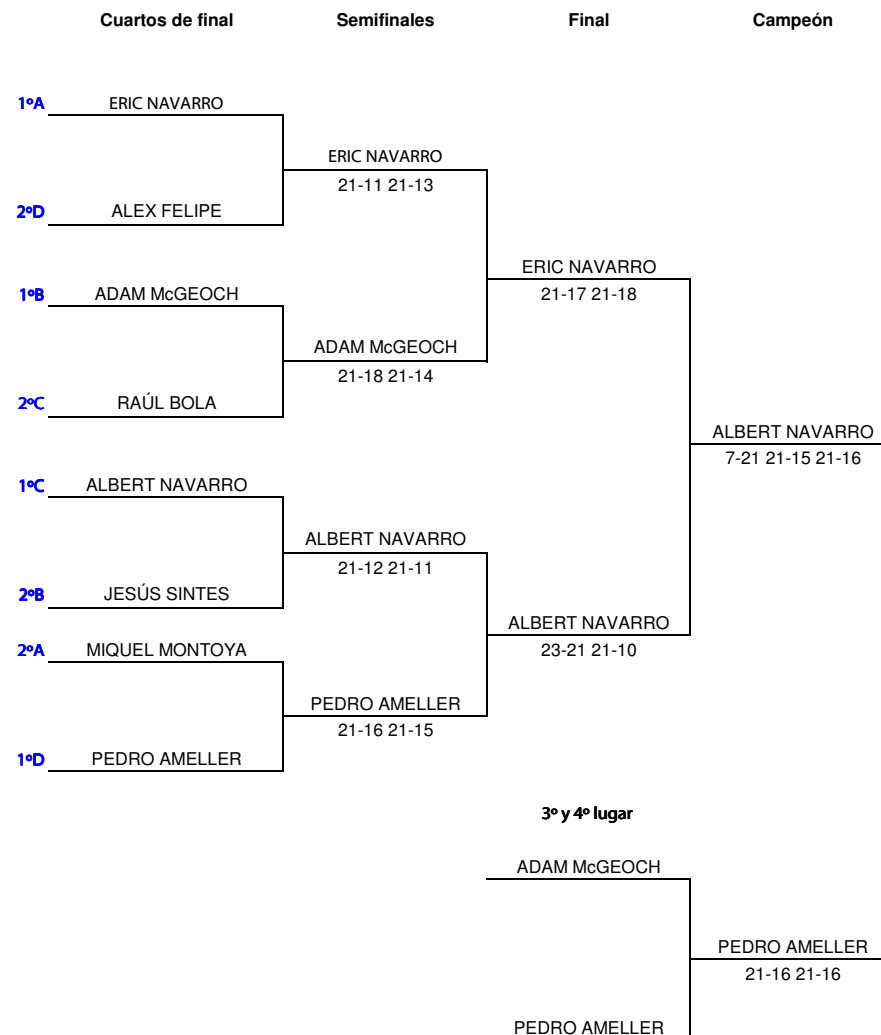 Cuartos de final Semifinales Final Campeón
1ºA ERIC NAVARRO
ERIC NAVARRO
21-11 21-13
2ºD ALEX FELIPE
ERIC NAVARRO
21-17 21-18
1ºB ADAM McGEOCH
ADAM McGEOCH
21-18 21-14
2ºC RAÚL BOLA
ALBERT NAVARRO
7-21 21-15 21-16
1ºC ALBERT NAVARRO
ALBERT NAVARRO
21-12 21-11
2ºB JESÚS SINTES
ALBERT NAVARRO
23-21 21-10
2ºA MIQUEL MONTOYA
PEDRO AMELLER
21-16 21-15
1ºD PEDRO AMELLER
3º y 4º lugar
ADAM McGEOCH
PEDRO AMELLER
21-16 21-16
PEDRO AMELLER